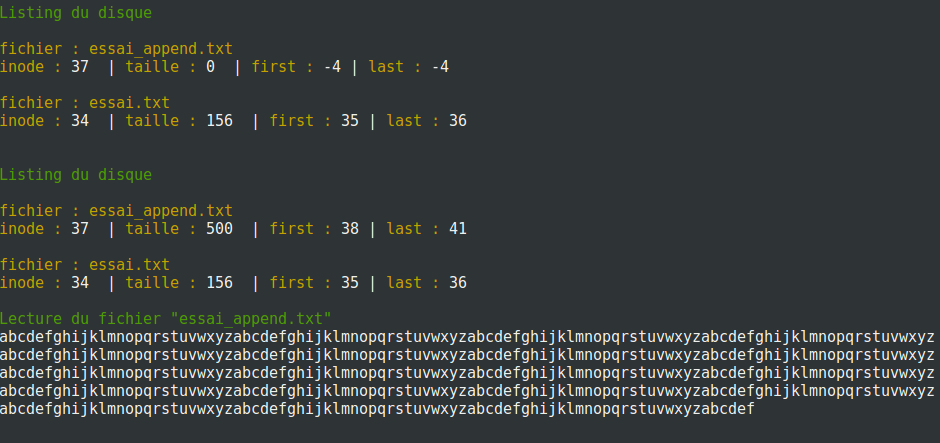 Listing du disque
fichier : essai_append.txt
inode : 37  | taille : 0  | first : -4 | last : -4
fichier : essai.txt
inode : 34  | taille : 156  | first : 35 | last : 36
Listing du disque
fichier : essai_append.txt
inode : 37  | taille : 500  | first : 38 | last : 41
fichier : essai.txt
inode : 34  | taille : 156  | first : 35 | last : 36
Lecture du fichier "essai_append.txt"
abcdefghijklmnopqrstuvwxyzabcdefghijklmnopqrstuvwxyzabcdefghijklmnopqrstuvwxyzabcdefghijklmnopqrstuvwxyz
abcdefghijklmnopqrstuvwxyzabcdefghijklmnopqrstuvwxyzabcdefghijklmnopqrstuvwxyzabcdefghijklmnopqrstuvwxyz
abcdefghijklmnopqrstuvwxyzabcdefghijklmnopqrstuvwxyzabcdefghijklmnopqrstuvwxyzabcdefghijklmnopqrstuvwxyz
abcdefghijklmnopqrstuvwxyzabcdefghijklmnopqrstuvwxyzabcdefghijklmnopqrstuvwxyzabcdefghijklmnopqrstuvwxyz
abcdefghijklmnopqrstuvwxyzabcdefghijklmnopqrstuvwxyzabcdefghijklmnopqrstuvwxyzabcdef